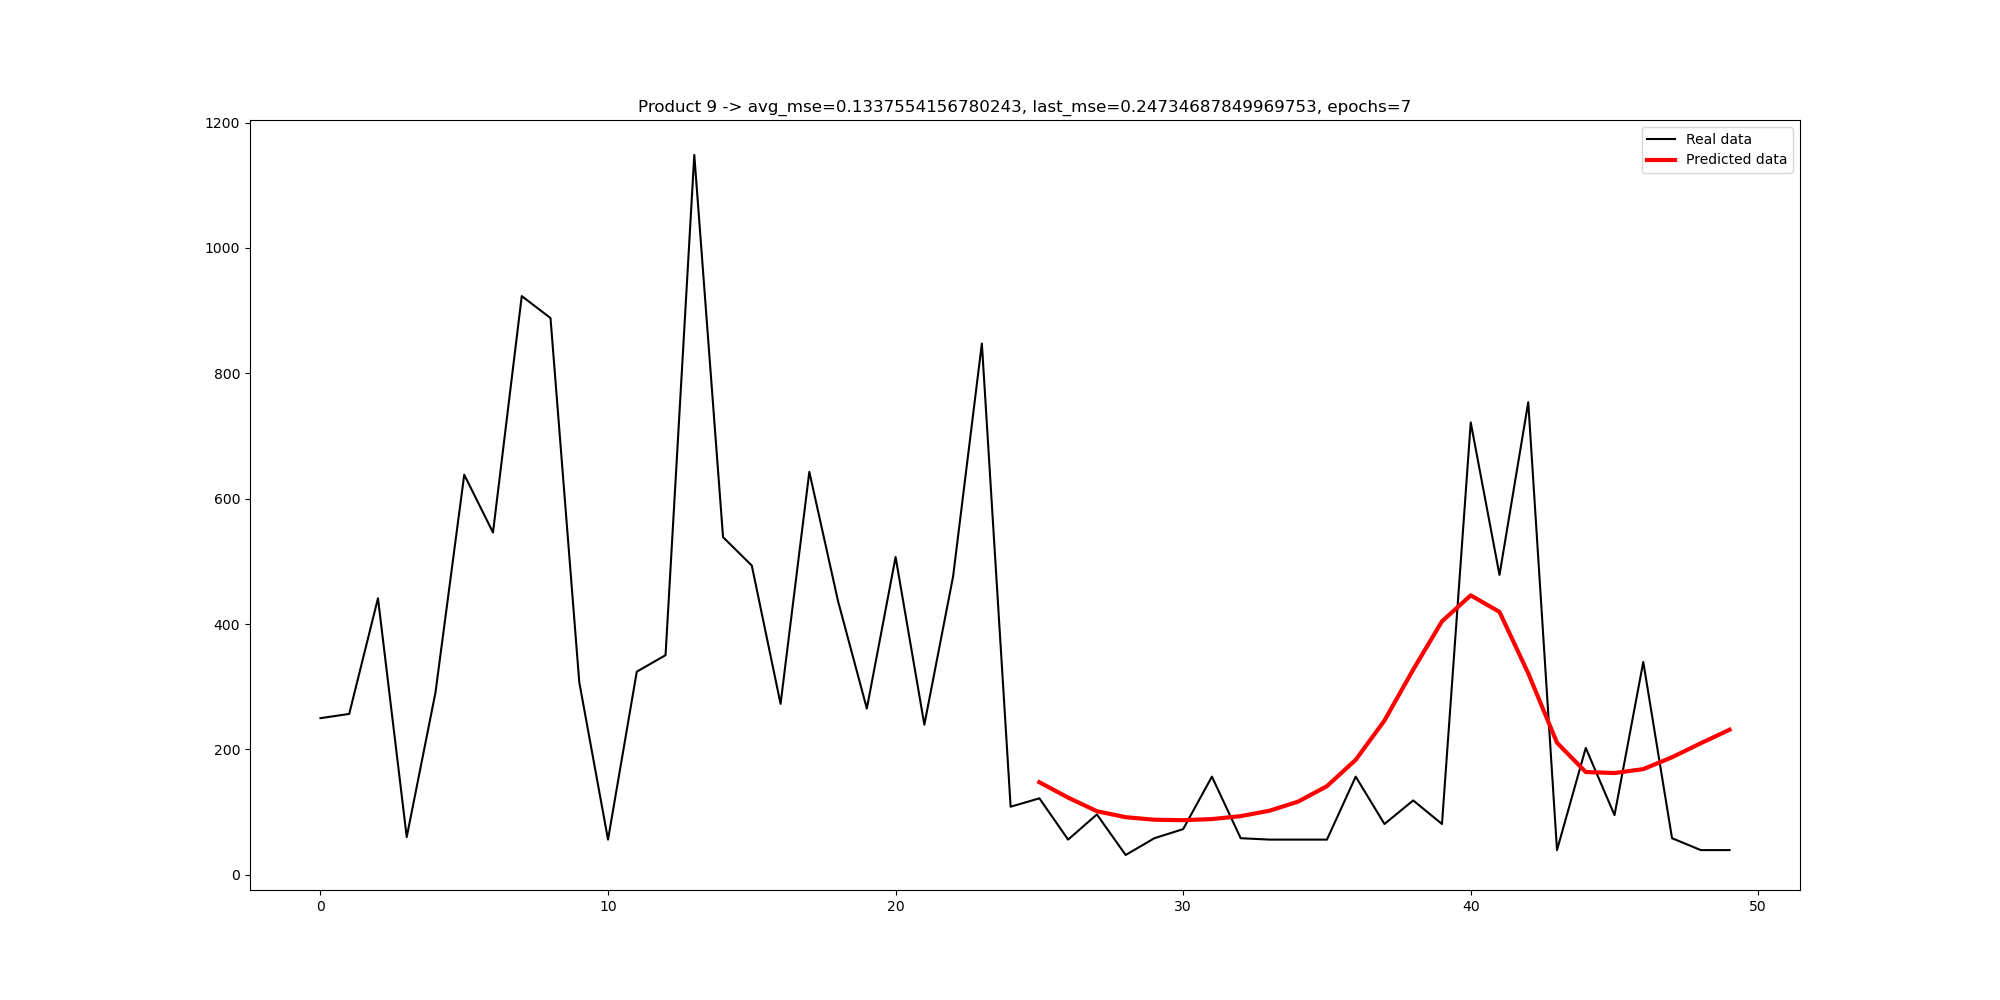 Product 9 -> avg_mse=0.1337554156780243, last_mse=0.24734687849969753, epochs=7
Real data
Predicted data
1200
1000
800
600
400
200
0
0 10 20 30 40 50